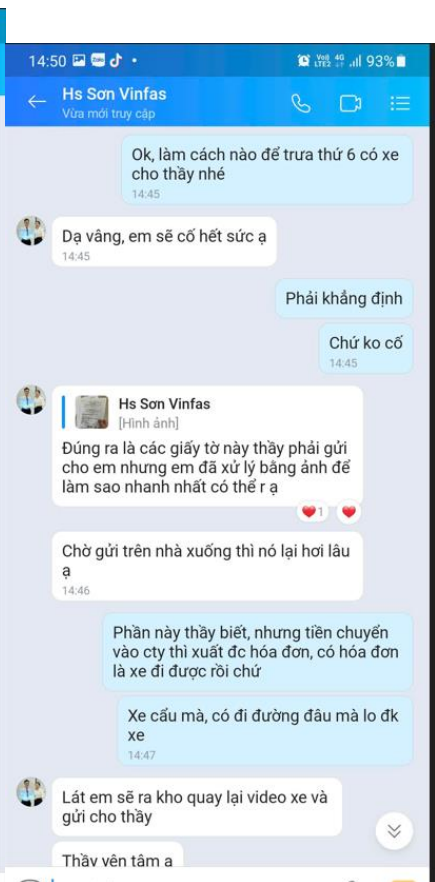 14:50
VoLTE2 4G 93%
Hs Sơn Vinfas
Vừa mới truy cập
Ok, làm cách nào để trưa thứ 6 có xe
cho thầy nhé
14:45
Dạ vâng, em sẽ cố hết sức ạ
14:45
Phải khẳng định
Chứ ko cố
14:45
Hs Sơn Vinfas
[Hình ảnh]
Đúng ra là các giấy tờ này thầy phải gửi
cho em nhưng em đã xử lý bằng ảnh để
làm sao nhanh nhất có thể r ạ
1
Chờ gửi trên nhà xuống thì nó lại hơi lâu
ạ
14:46
Phần này thầy biết, nhưng tiền chuyển
vào cty thì xuất đc hóa đơn, có hóa đơn
là xe đi được rồi chứ
Xe cẩu mà, có đi đường đâu mà lo đk
xe
14:47
Lát em sẽ ra kho quay lại video xe và
gửi cho thầy
Thầy yên tâm ạ